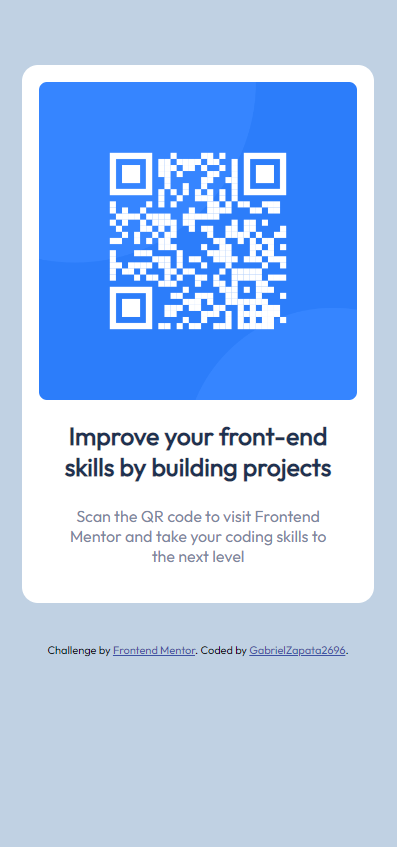 Improve your front-end
skills by building projects
Scan the QR code to visit Frontend
Mentor and take your coding skills to
the next level
Challenge by Frontend Mentor. Coded by GabrielZapata2696.